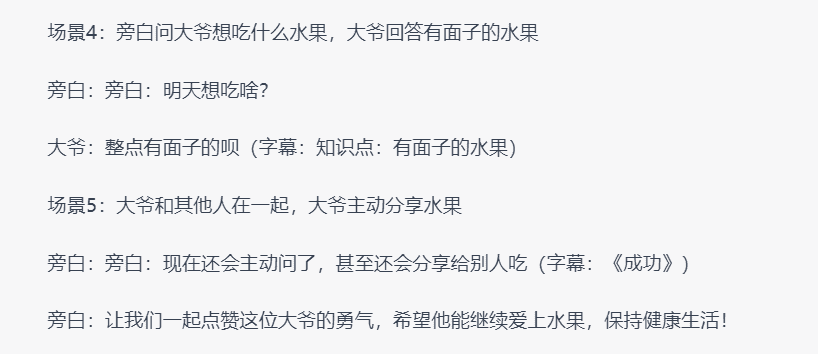 场景4：旁白问大爷想吃什么水果，大爷回答有面子的水果
旁白：旁白：明天想吃啥？
大爷：整点有面子的呗（字幕：知识点：有面子的水果）
场景5：大爷和其他人在一起，大爷主动分享水果
旁白：旁白：现在还会主动问了，甚至还会分享给别人吃（字幕：《成功》）
旁白：让我们一起点赞这位大爷的勇气，希望他能继续爱上水果，保持健康生活！